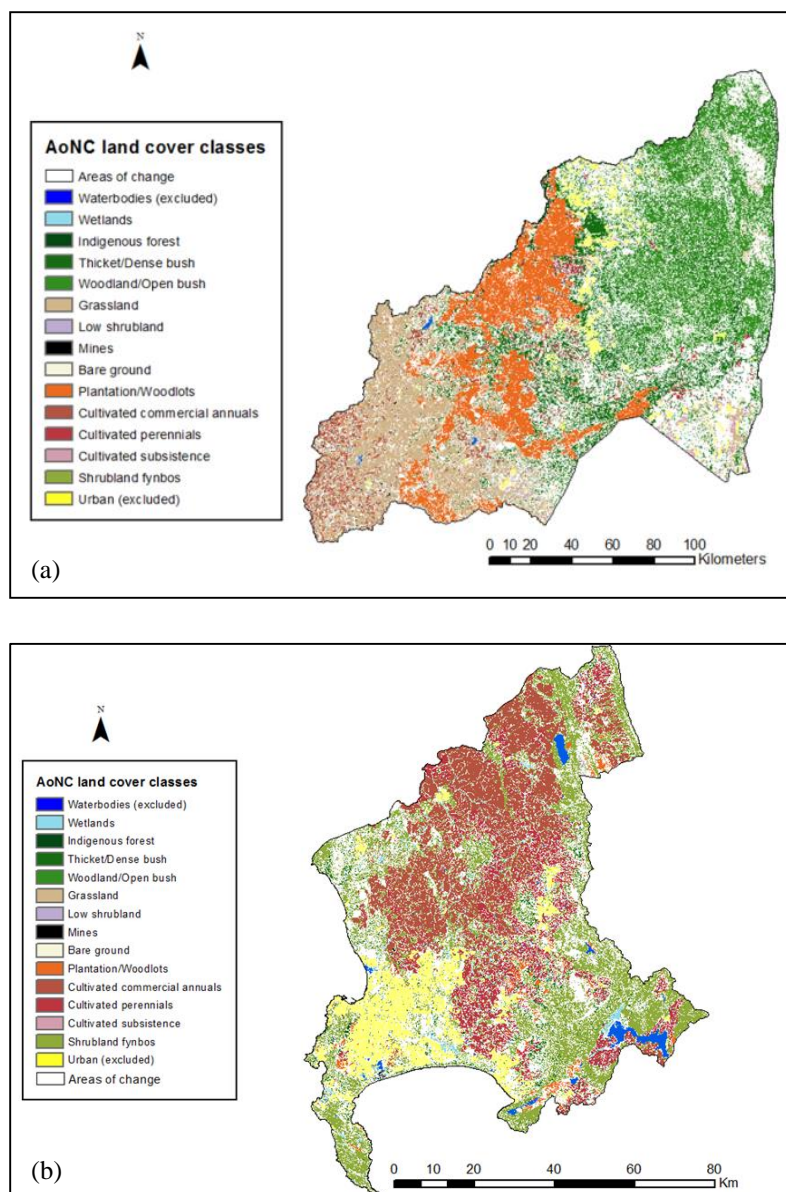 N
AoNC land cover classes
Areas of change
Waterbodies (excluded)
Wetlands
Indigenous forest
Thicket/Dense bush
Woodland/Open bush
Grassland
Low shrubland
Mines
Bare ground
Plantation/Woodlots
Cultivated commercial annuals
Cultivated perennials
Cultivated subsistence
Shrubland fynbos
Urban (excluded)
0 10 20 40 60 80 100
Kilometers
(a)
N
AoNC land cover classes
Waterbodies (excluded)
Wetlands
Indigenous forest
Thicket/Dense bush
Woodland/Open bush
Grassland
Low shrubland
Mines
Bare ground
Plantation/Woodlots
Cultivated commercial annuals
Cultivated perennials
Cultivated subsistence
Shrubland fynbos
Urban (excluded)
Areas of change
0 20 40 60 80
Km
(b)